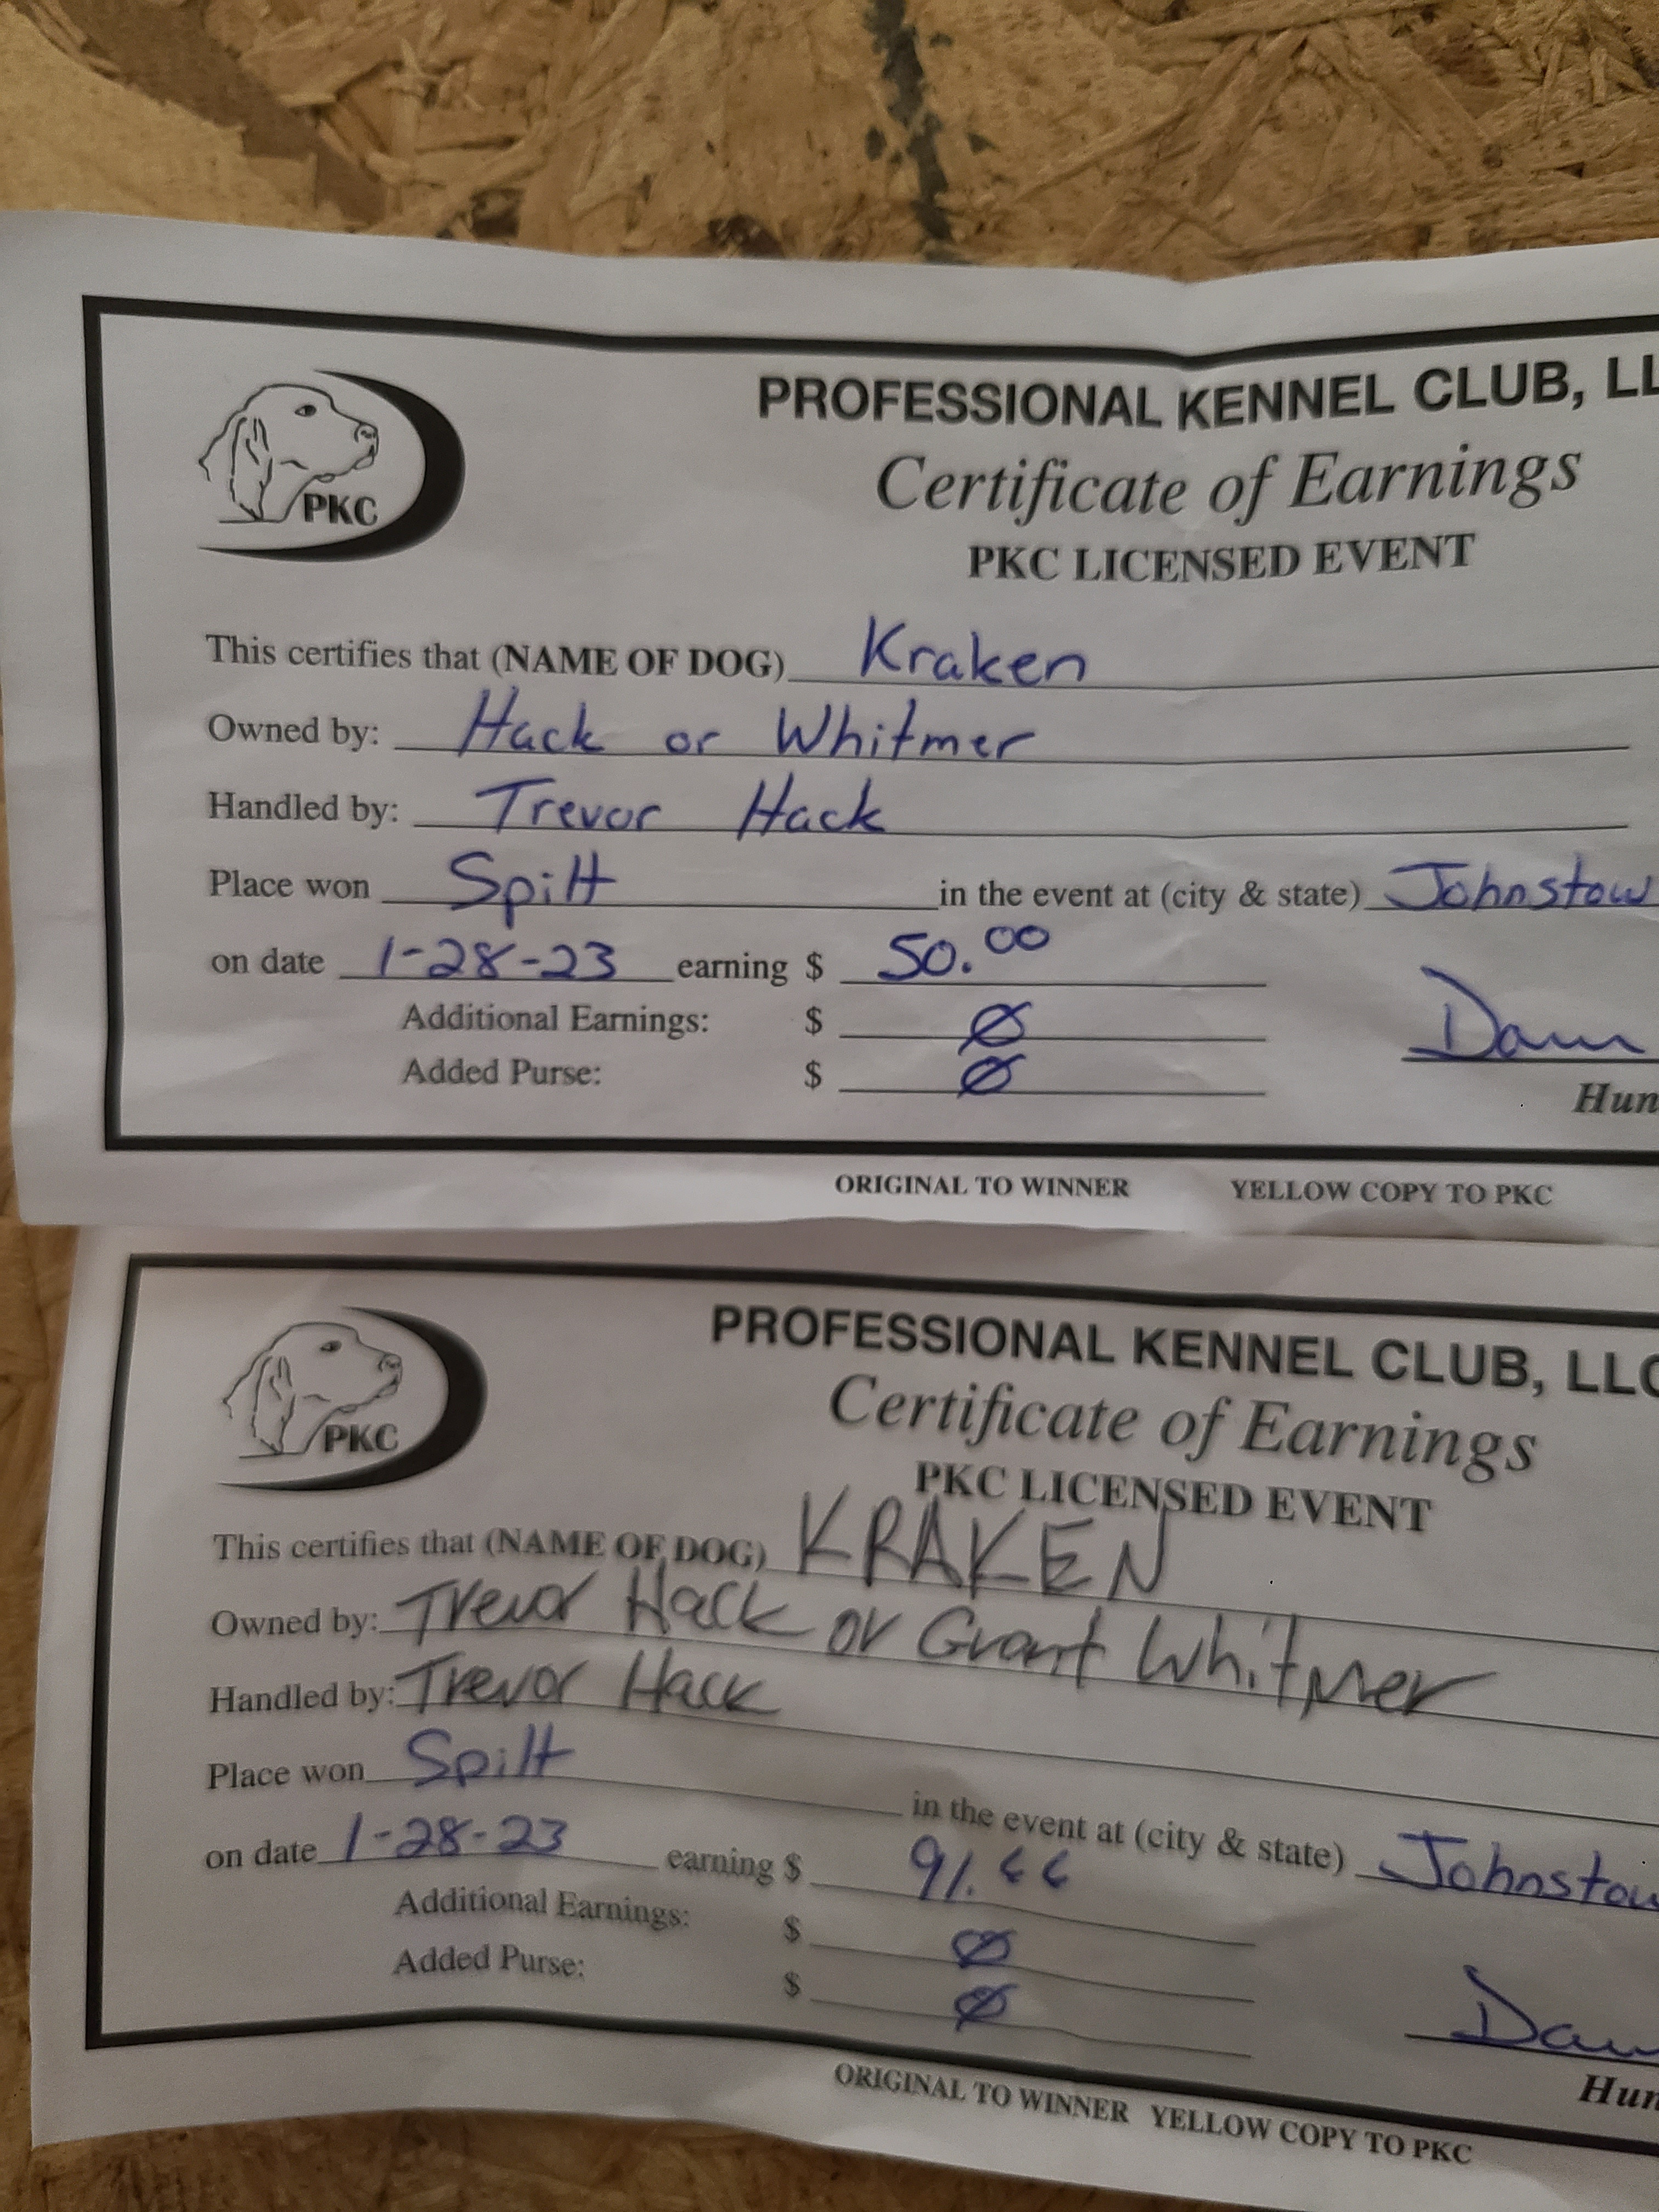 PROFESSIONAL KENNEL CLUB, LL
Certificate of Earnings
PKC
PKC LICENSED EVENT
This certifies that (NAME OF DOG) Kraken
Owned by: Hack or Whitmer
Handled by: Trevor Hack
Place won Spilt in the event at (city & state) Johnstow
on date 1-28-23 earning $ 50.00
Additional Earnings: $ Ø
Added Purse: $ Ø
Hun
ORIGINAL TO WINNER YELLOW COPY TO PKC
PROFESSIONAL KENNEL CLUB, LLC
Certificate of Earnings
PKC
PKC LICENSED EVENT
This certifies that (NAME OF DOG) KRAKEN
Owned by: Trevor Hack or Grant Whitmer
Handled by: Trevor Hack
Place won Spilt in the event at (city & state) Johnstow
on date 1-28-23 earning $ 91.66
Additional Earnings: $ Ø
Added Purse: $ Ø
Hun
ORIGINAL TO WINNER YELLOW COPY TO PKC